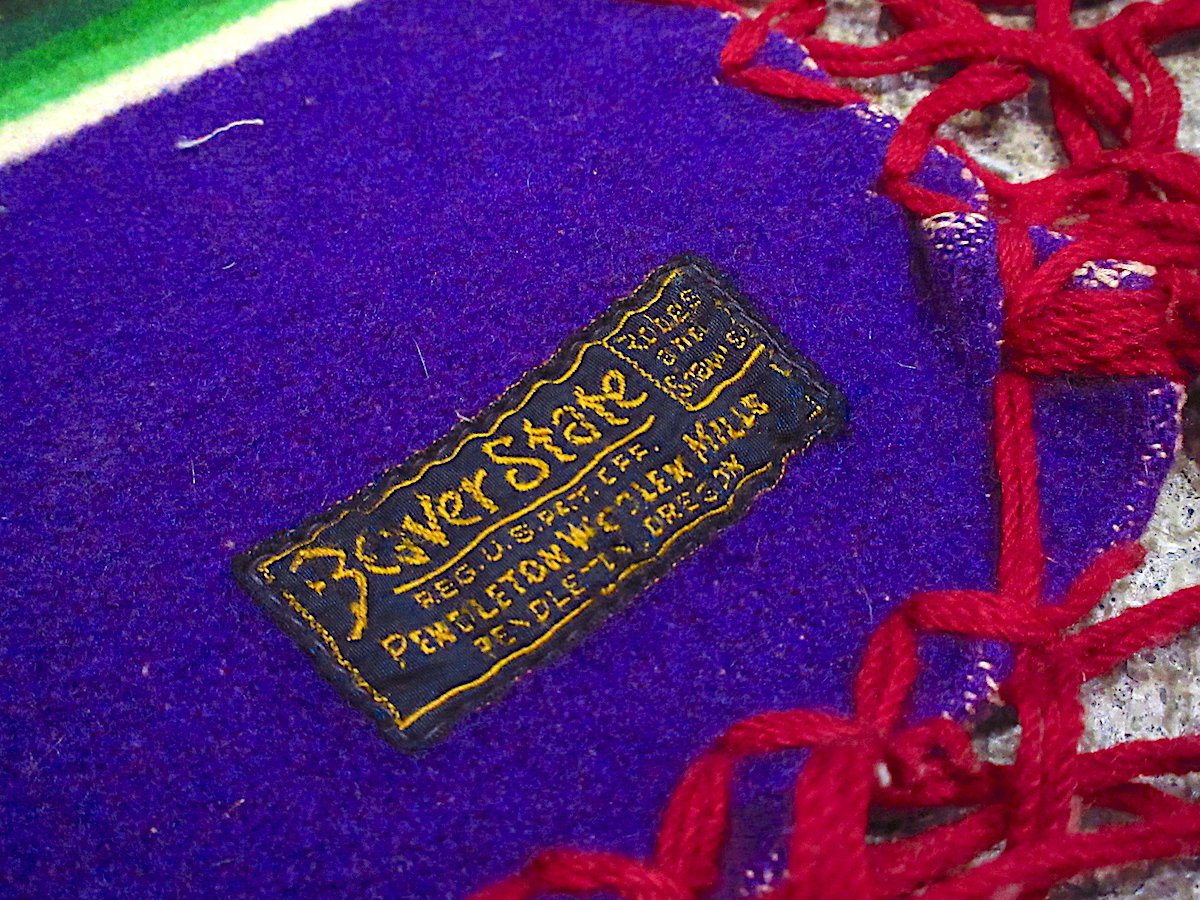 Beaver State
Robes
and
Shawls
REG. U.S. PAT. OFF.
PENDLETON WOOLEN MILLS
PENDLETON, OREGON